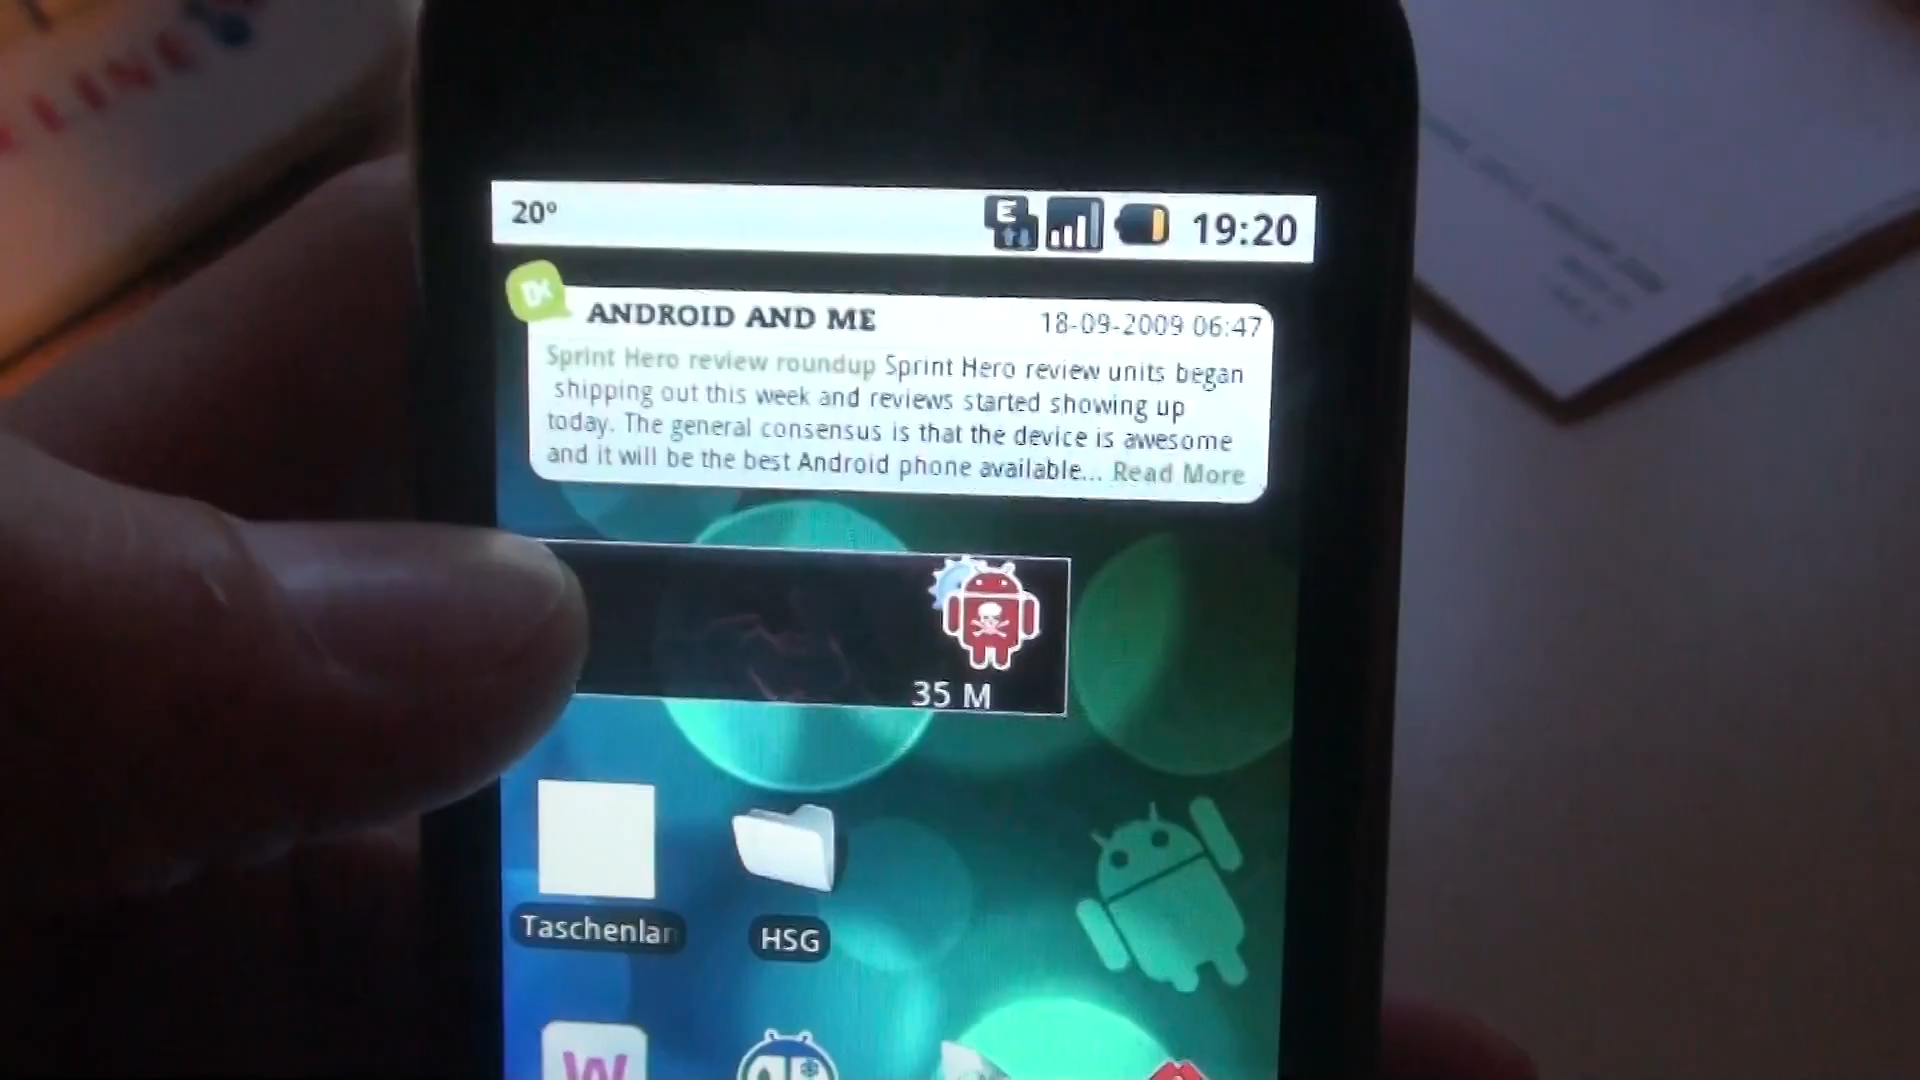 LINE
20°
E
19:20
ANDROID AND ME
18-09-2009 06:47
Sprint Hero review roundup Sprint Hero review units began
shipping out this week and reviews started showing up
today. The general consensus is that the device is awesome
and it will be the best Android phone available... Read More
35 M
Taschenlan
HSG
W